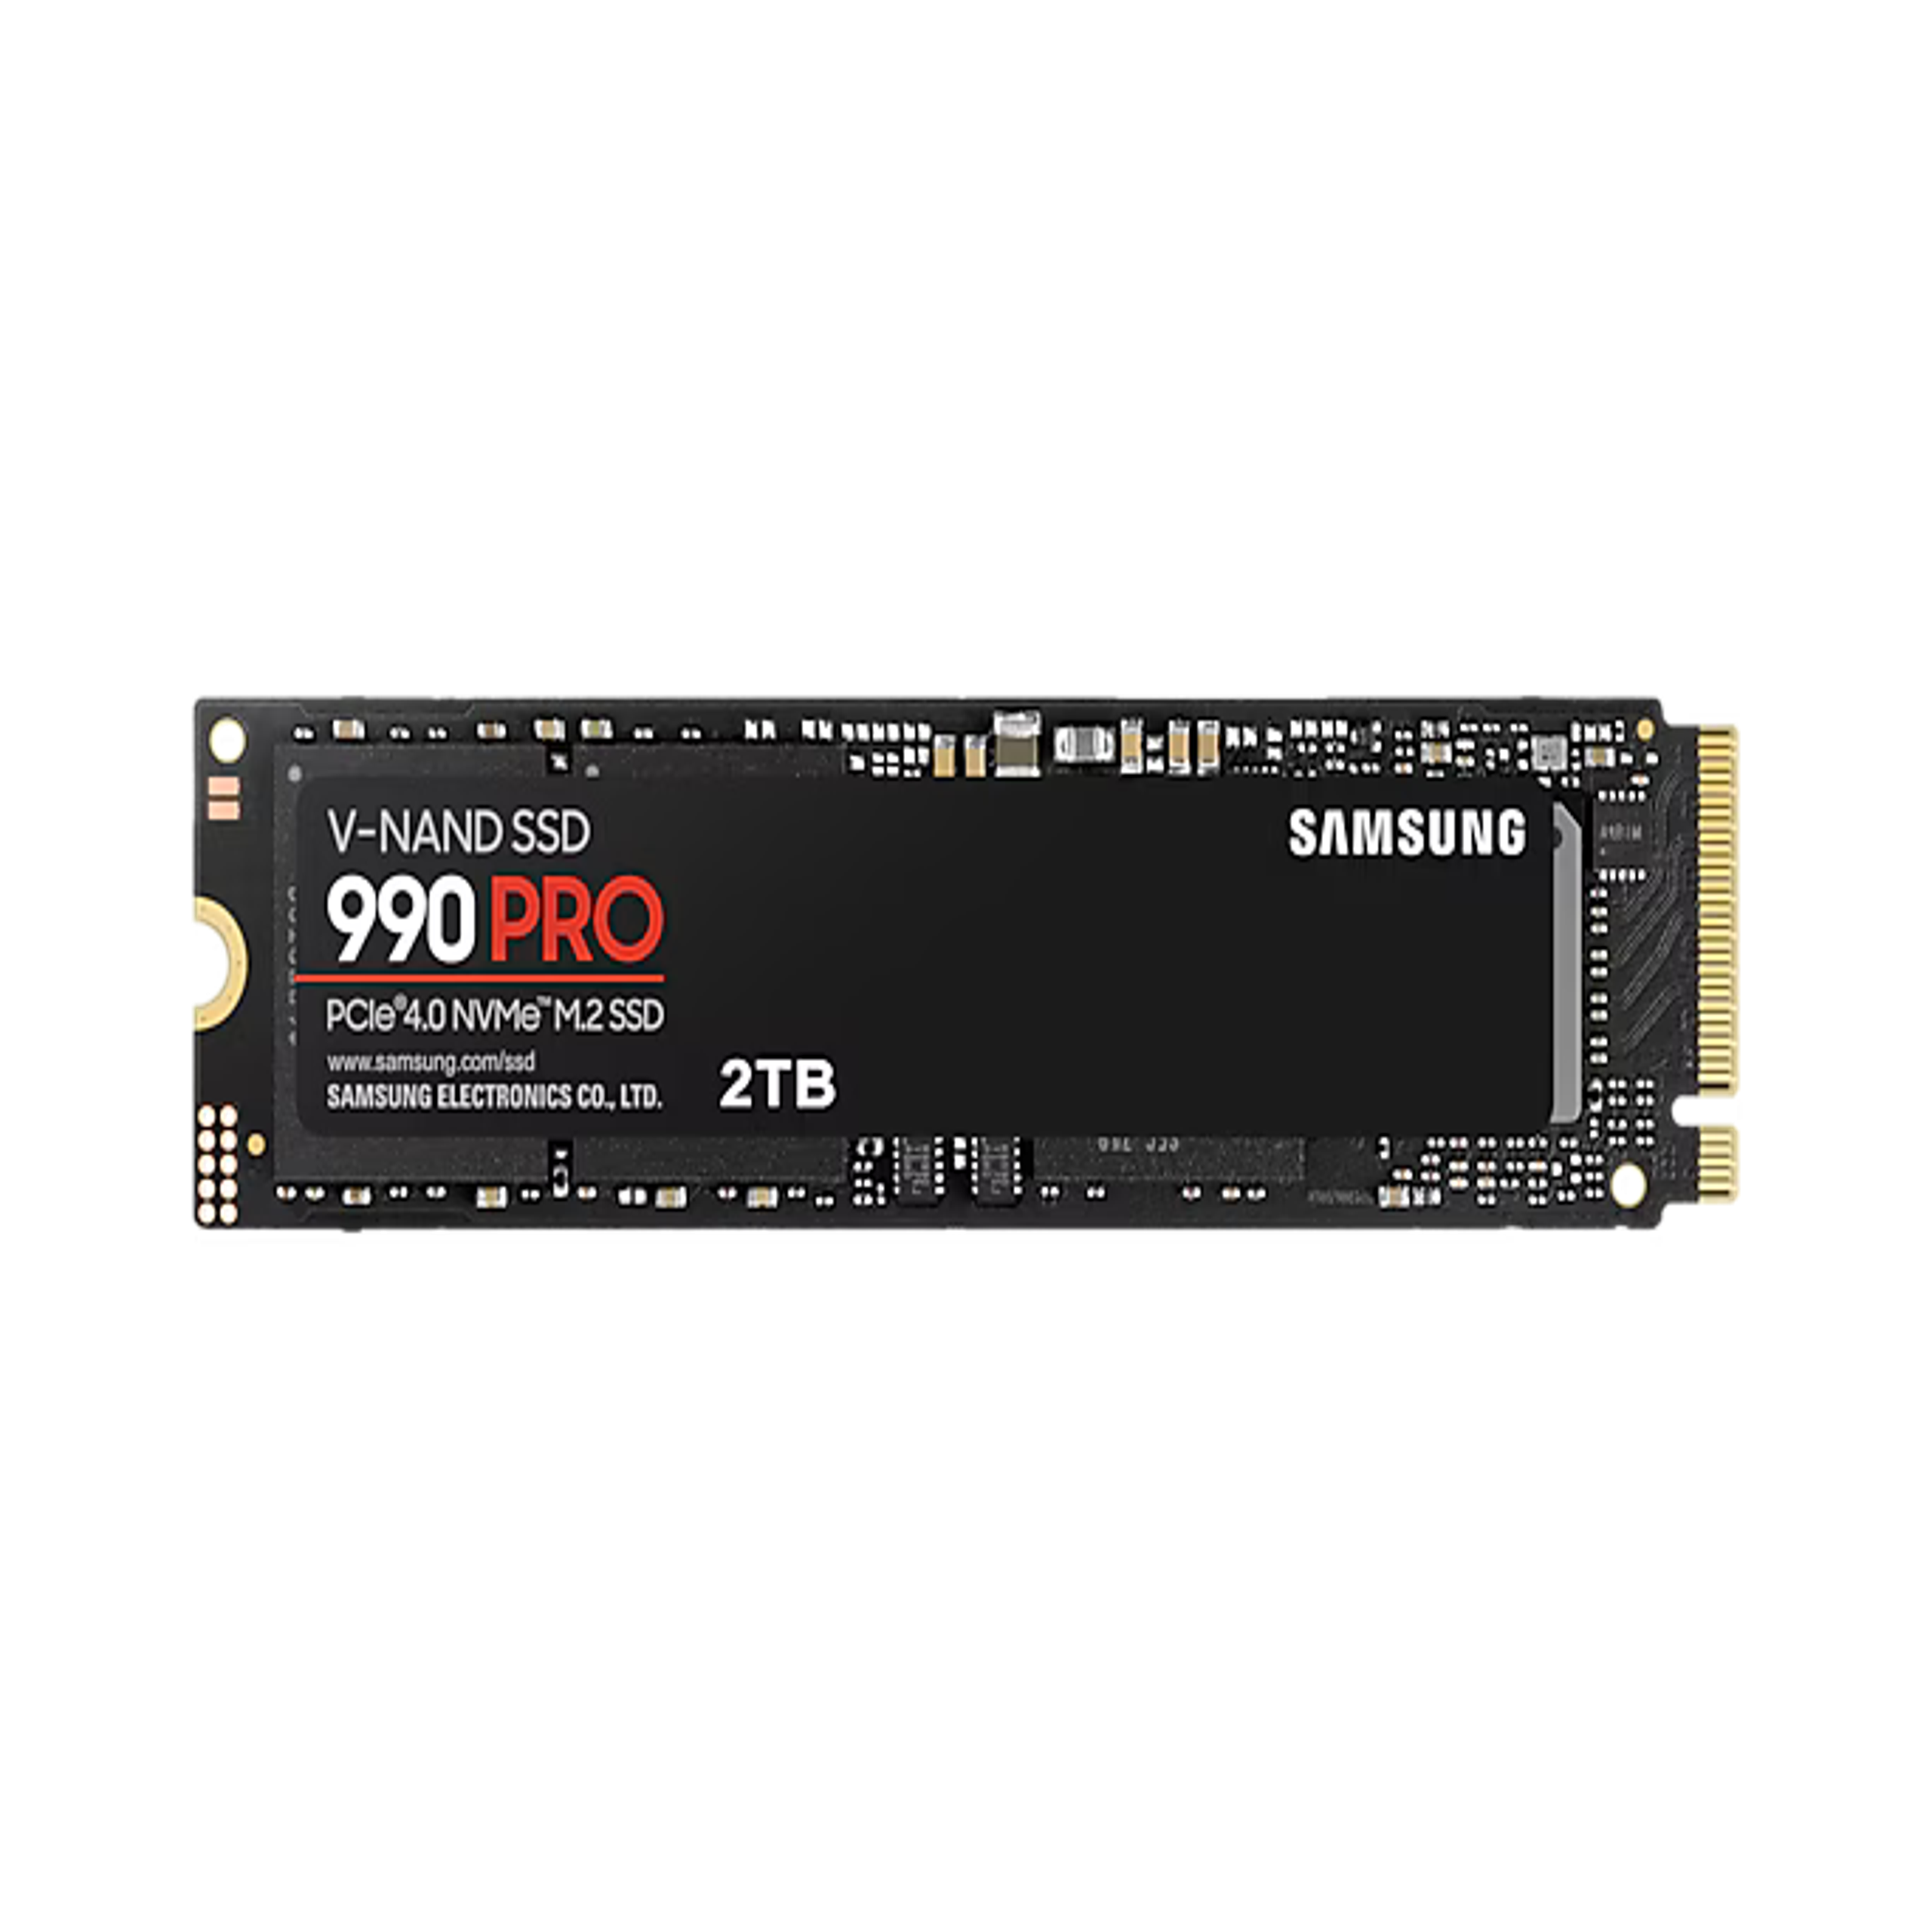 V-NAND SSD
SAMSUNG
990 PRO
PCIe®4.0 NVMe™ M.2 SSD
www.samsung.com/ssd
SAMSUNG ELECTRONICS CO., LTD.
2TB